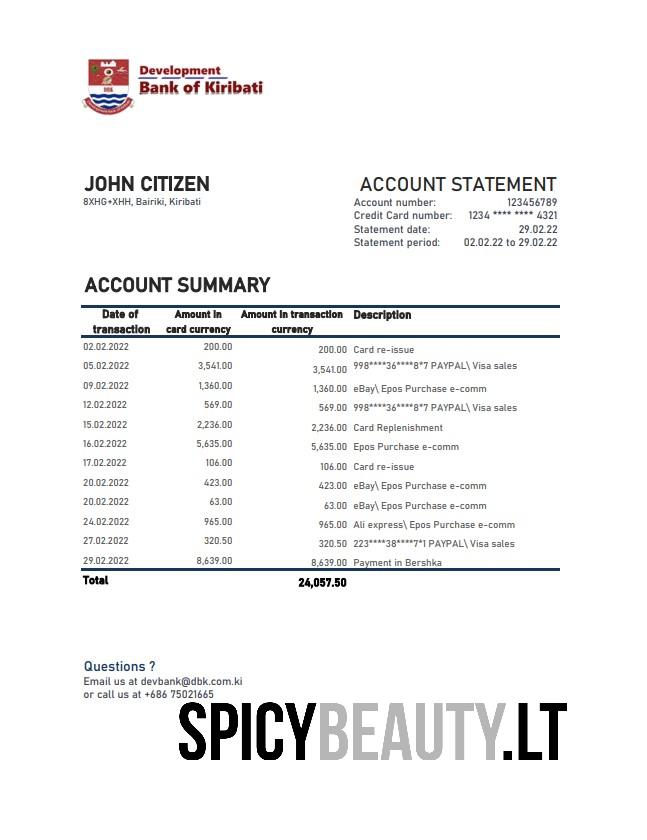 Development
Bank of Kiribati
JOHN CITIZEN
8XHG+XHH, Bairiki, Kiribati
ACCOUNT STATEMENT
Account number: 123456789
Credit Card number: 1234 **** **** 4321
Statement date: 29.02.22
Statement period: 02.02.22 to 29.02.22
ACCOUNT SUMMARY
Date of transaction Amount in card currency Amount in transaction currency Description
02.02.2022 200.00 200.00 Card re-issue
05.02.2022 3,541.00 3,541.00 998****36****8*7 PAYPAL\ Visa sales
09.02.2022 1,360.00 1,360.00 eBay\ Epos Purchase e-comm
12.02.2022 569.00 569.00 998****36****8*7 PAYPAL\ Visa sales
15.02.2022 2,236.00 2,236.00 Card Replenishment
16.02.2022 5,635.00 5,635.00 Epos Purchase e-comm
17.02.2022 106.00 106.00 Card re-issue
20.02.2022 423.00 423.00 eBay\ Epos Purchase e-comm
20.02.2022 63.00 63.00 eBay\ Epos Purchase e-comm
24.02.2022 965.00 965.00 Ali express\ Epos Purchase e-comm
27.02.2022 320.50 320.50 223****38****7*1 PAYPAL\ Visa sales
29.02.2022 8,639.00 8,639.00 Payment in Bershka
Total 24,057.50
Questions ?
Email us at devbank@dbk.com.ki
or call us at +686 75021665
SPICYBEAUTY.LT